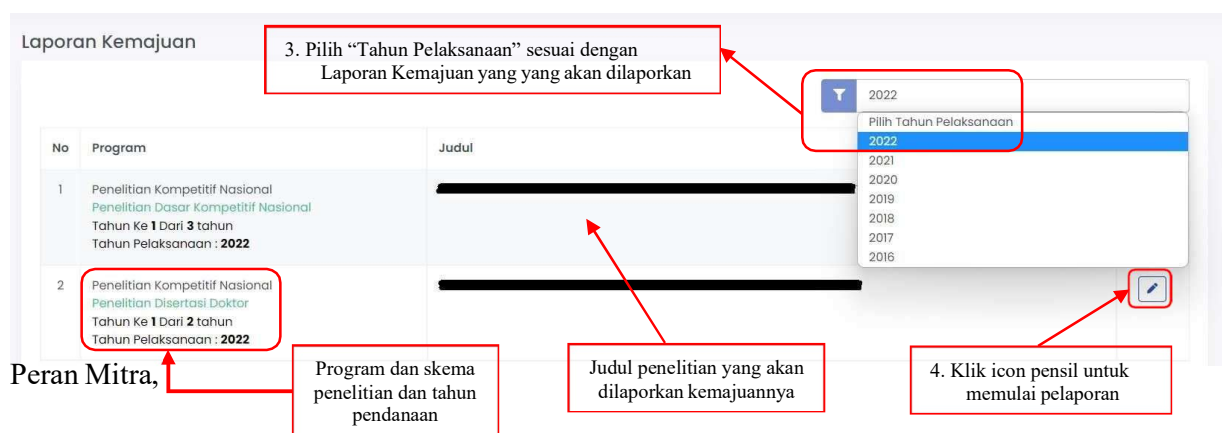 Laporan Kemajuan
3. Pilih “Tahun Pelaksanaan” sesuai dengan
Laporan Kemajuan yang yang akan dilaporkan
2022
Pilih Tahun Pelaksanaan
2022
2021
2020
2019
2018
2017
2016
No Program Judul
1 Penelitian Kompetitif Nasional
Penelitian Dasar Kompetitif Nasional
Tahun Ke 1 Dari 3 tahun
Tahun Pelaksanaan : 2022
2 Penelitian Kompetitif Nasional
Penelitian Disertasi Doktor
Tahun Ke 1 Dari 2 tahun
Tahun Pelaksanaan : 2022
Peran Mitra,
Program dan skema
penelitian dan tahun
pendanaan
Judul penelitian yang akan
dilaporkan kemajuannya
4. Klik icon pensil untuk
memulai pelaporan